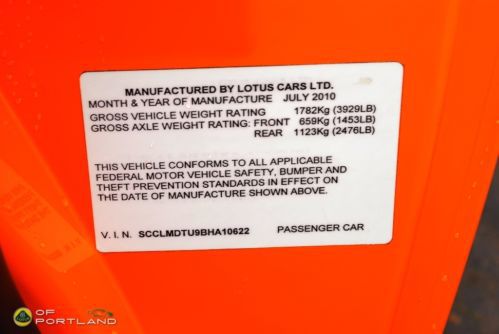 MANUFACTURED BY LOTUS CARS LTD.
MONTH & YEAR OF MANUFACTURE JULY 2010
GROSS VEHICLE WEIGHT RATING 1782Kg (3929LB)
GROSS AXLE WEIGHT RATING: FRONT 659Kg (1453LB)
REAR 1123Kg (2476LB)
THIS VEHICLE CONFORMS TO ALL APPLICABLE
FEDERAL MOTOR VEHICLE SAFETY, BUMPER AND
THEFT PREVENTION STANDARDS IN EFFECT ON
THE DATE OF MANUFACTURE SHOWN ABOVE.
V. I. N. SCCLMDTU9BHA10622 PASSENGER CAR
OF
PORTLAND